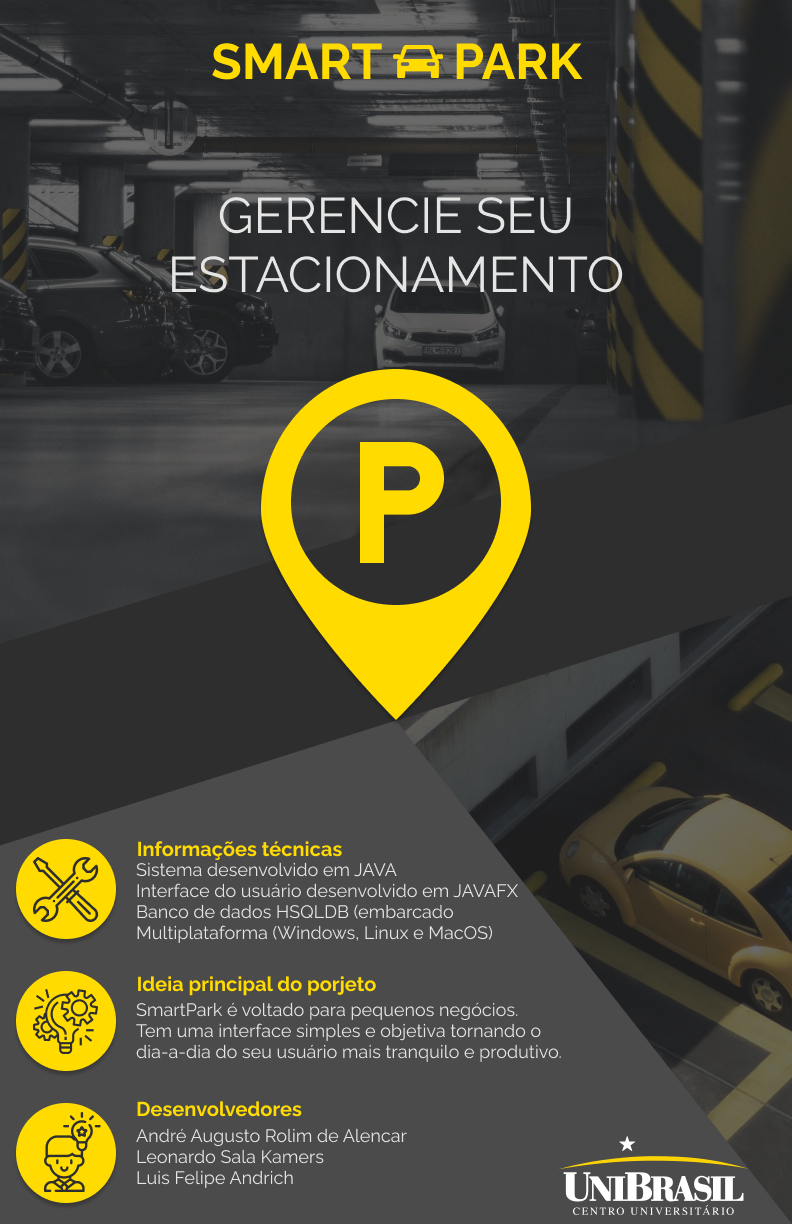 SMART PARK
GERENCIE SEU
ESTACIONAMENTO
P
Informações técnicas
Sistema desenvolvido em JAVA
Interface do usuário desenvolvido em JAVAFX
Banco de dados HSQLDB (embarcado
Multiplataforma (Windows, Linux e MacOS)
Ideia principal do porjeto
SmartPark é voltado para pequenos negócios.
Tem uma interface simples e objetiva tornando o
dia-a-dia do seu usuário mais tranquilo e produtivo.
Desenvolvedores
André Augusto Rolim de Alencar
Leonardo Sala Kamers
Luis Felipe Andrich
UNIBRASIL
CENTRO UNIVERSITÁRIO